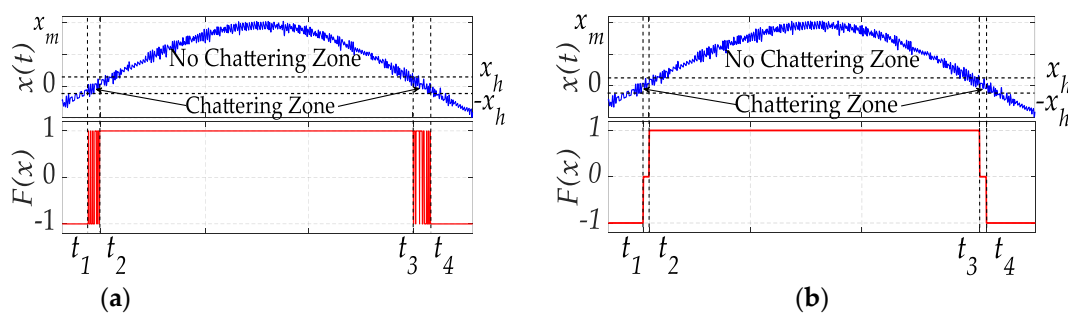 x_m
x(t)
0
No Chattering Zone
Chattering Zone
x_h
-x_h
F(x)
1
0
-1
t_1 t_2 t_3 t_4
(a)
x_m
x(t)
0
No Chattering Zone
Chattering Zone
x_h
-x_h
F(x)
1
0
-1
t_1 t_2 t_3 t_4
(b)